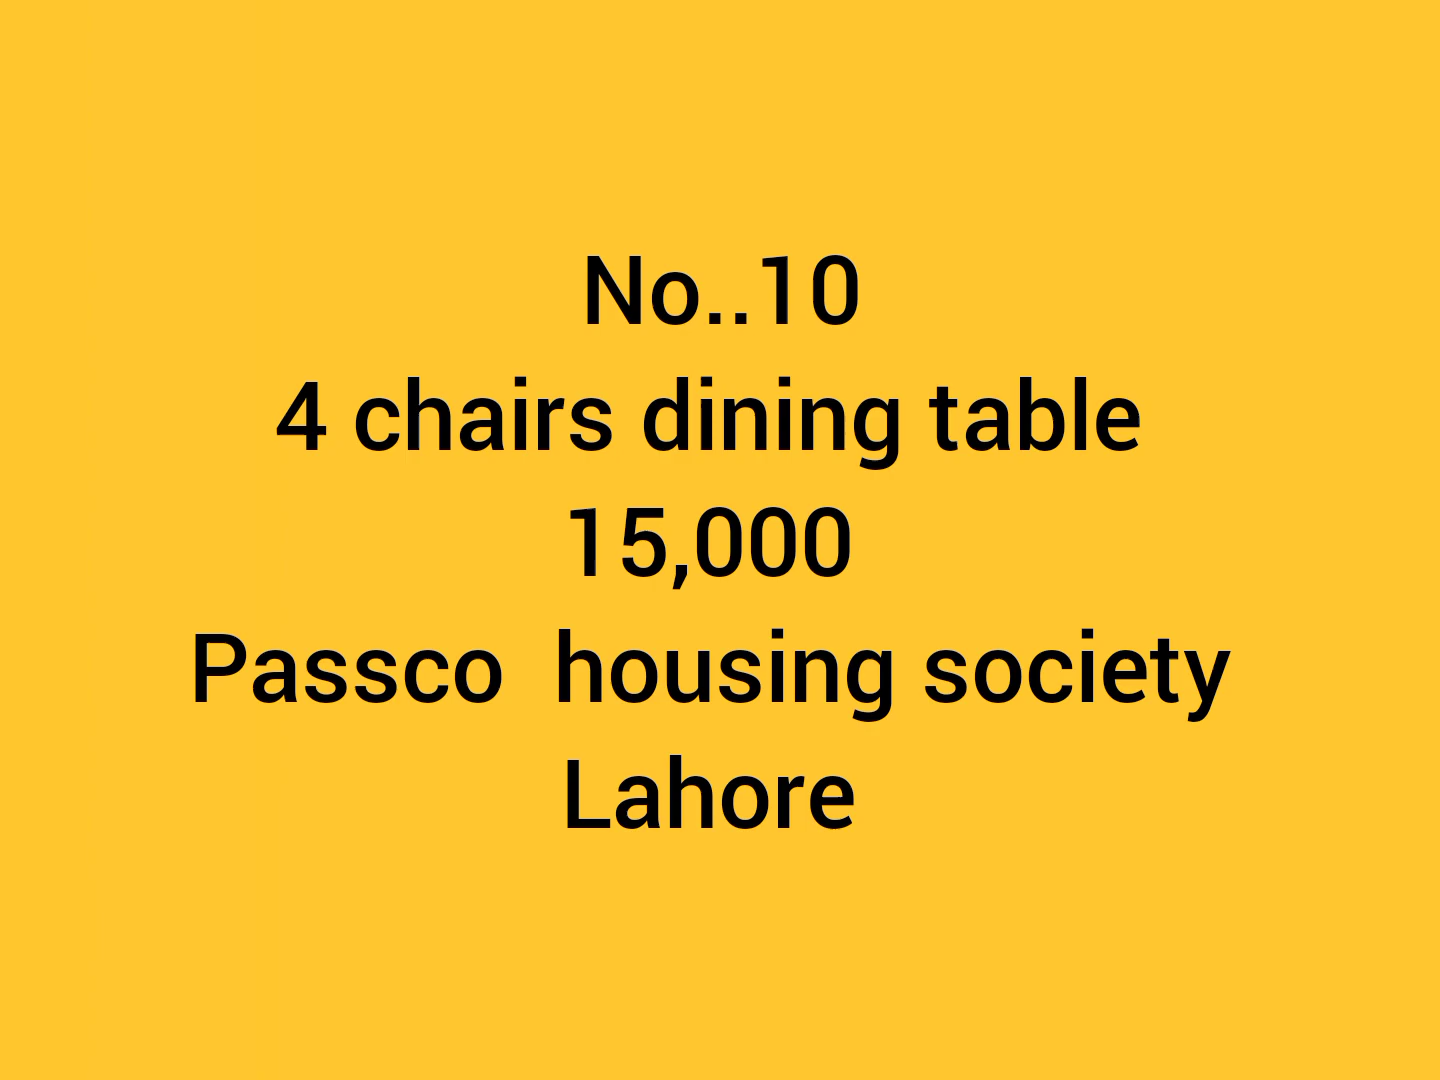 No..10
4 chairs dining table
15,000
Passco  housing society
Lahore